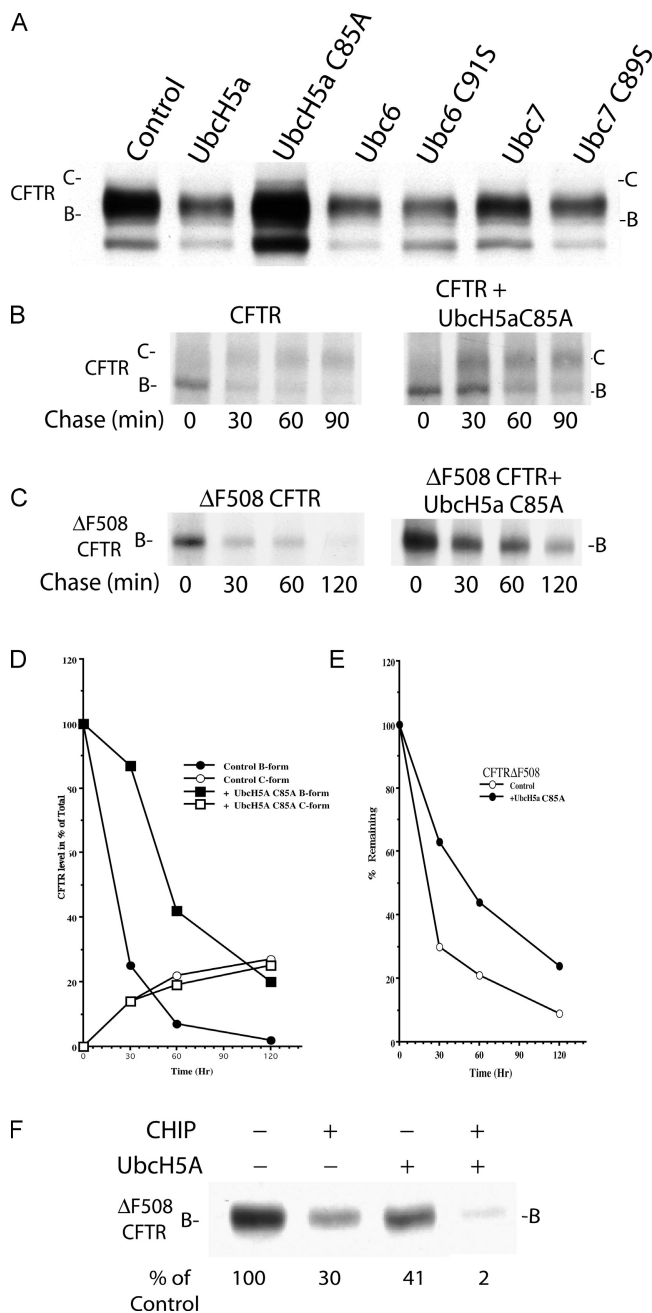 A
Control
UbcH5a
UbcH5a C85A
Ubc6
Ubc6 C91S
Ubc7
Ubc7 C89S
CFTR
C-
B-
-C
-B
B
CFTR
CFTR +
UbcH5aC85A
CFTR
C-
B-
-C
-B
Chase (min) 0 30 60 90 0 30 60 90
C
ΔF508 CFTR
ΔF508 CFTR+
UbcH5a C85A
ΔF508
CFTR
B-
-B
Chase (min) 0 30 60 120 0 30 60 120
D
CFTR level in % of Total
120
100
80
60
40
20
0
Control B-form
Control C-form
+ UbcH5A C85A B-form
+ UbcH5A C85A C-form
0 30 60 90 120
Time (Hr)
E
% Remaining
120
100
80
60
40
20
0
CFTRΔF508
Control
+UbcH5a C85A
0 30 60 90 120
Time (Hr)
F
CHIP – + – +
UbcH5A – – + +
ΔF508
CFTR
B-
-B
% of
Control
100 30 41 2